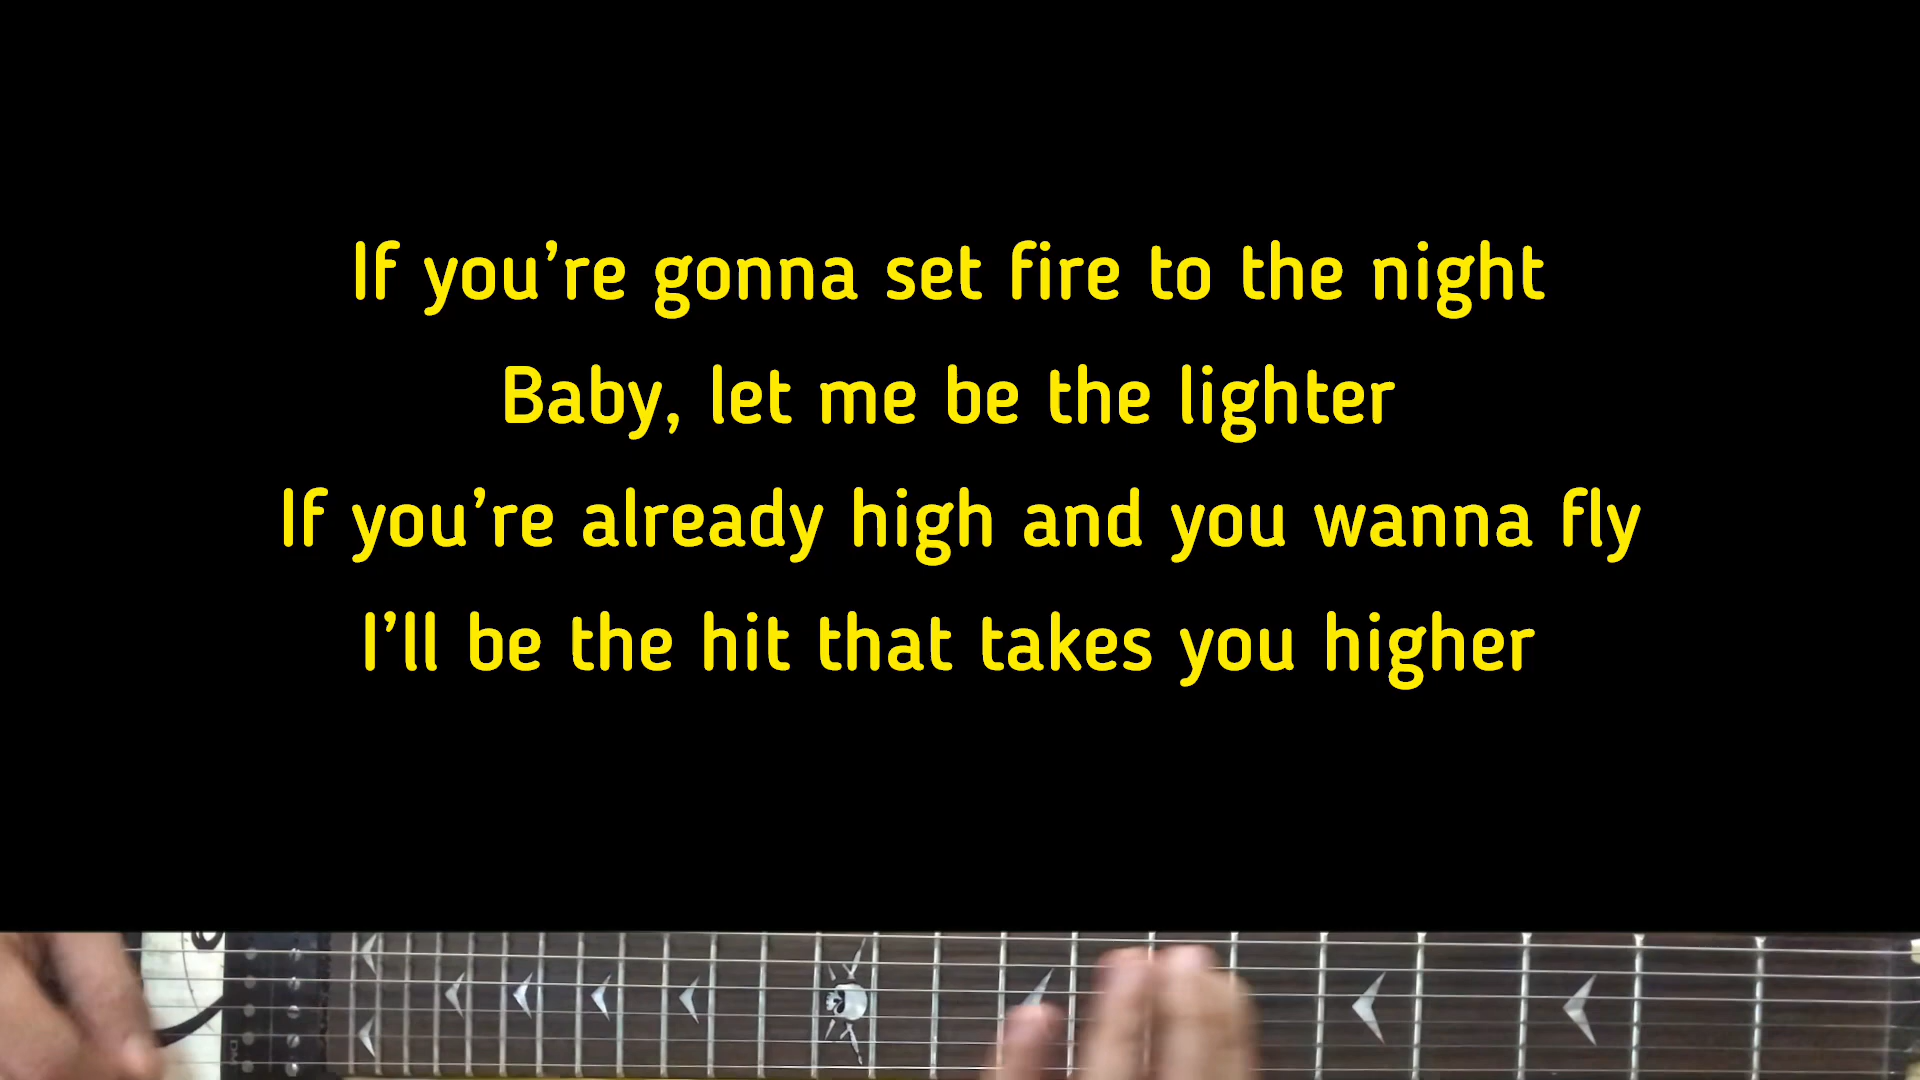 If you’re gonna set fire to the night
Baby, let me be the lighter
If you’re already high and you wanna fly
I’ll be the hit that takes you higher